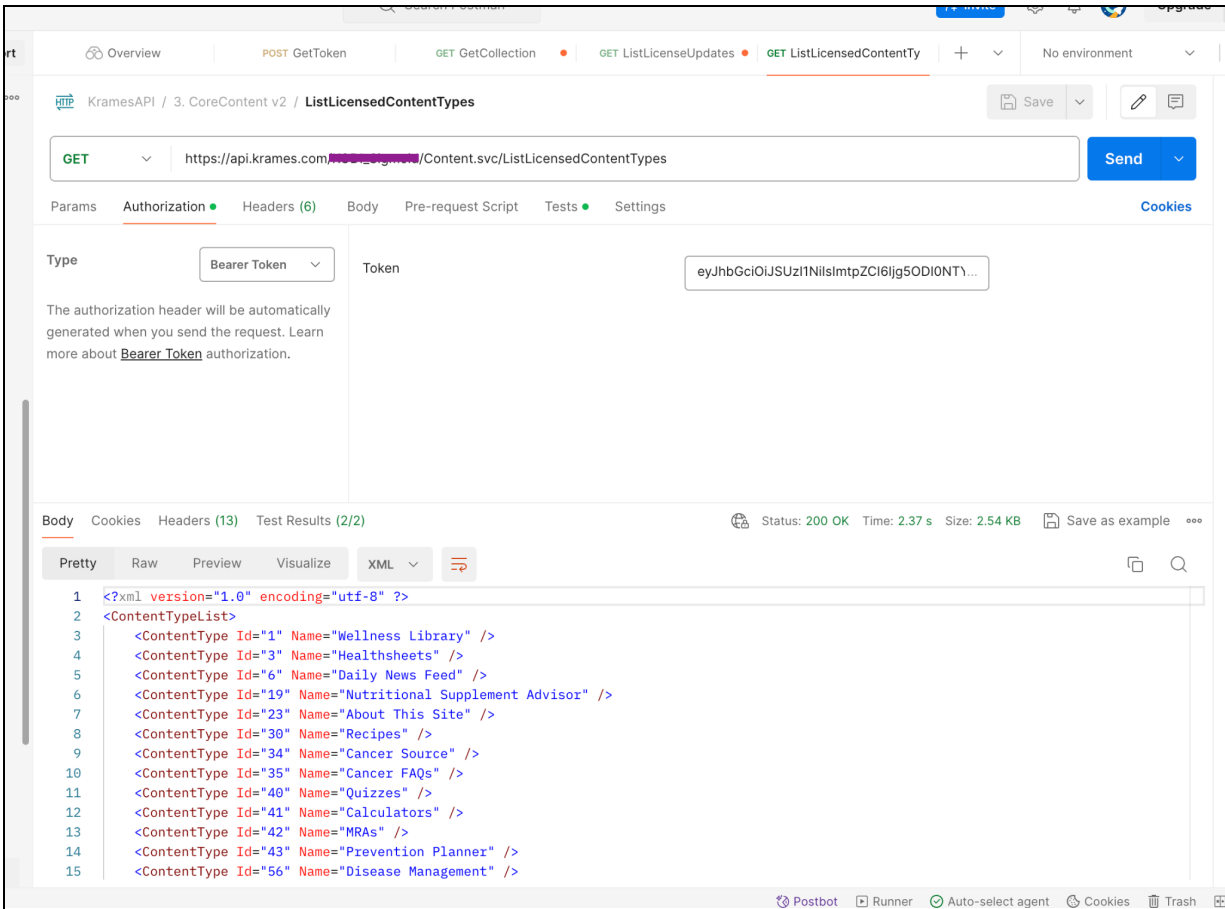 Search Postman Invite Upgrade
rt Overview POST GetToken GET GetCollection GET ListLicenseUpdates GET ListLicensedContentTy No environment
HTTP KramesAPI / 3. CoreContent v2 / ListLicensedContentTypes Save
GET https://api.krames.com/ /Content.svc/ListLicensedContentTypes Send
Params Authorization Headers (6) Body Pre-request Script Tests Settings Cookies
Type Bearer Token Token eyJhbGciOiJSUzI1NiIsImtpZCI6Ijg5ODI0NTY...
The authorization header will be automatically
generated when you send the request. Learn
more about Bearer Token authorization.
Body Cookies Headers (13) Test Results (2/2) Status: 200 OK Time: 2.37 s Size: 2.54 KB Save as example
Pretty Raw Preview Visualize XML
1 <?xml version="1.0" encoding="utf-8" ?>
2 <ContentTypeList>
3 <ContentType Id="1" Name="Wellness Library" />
4 <ContentType Id="3" Name="Healthsheets" />
5 <ContentType Id="6" Name="Daily News Feed" />
6 <ContentType Id="19" Name="Nutritional Supplement Advisor" />
7 <ContentType Id="23" Name="About This Site" />
8 <ContentType Id="30" Name="Recipes" />
9 <ContentType Id="34" Name="Cancer Source" />
10 <ContentType Id="35" Name="Cancer FAQs" />
11 <ContentType Id="40" Name="Quizzes" />
12 <ContentType Id="41" Name="Calculators" />
13 <ContentType Id="42" Name="MRAs" />
14 <ContentType Id="43" Name="Prevention Planner" />
15 <ContentType Id="56" Name="Disease Management" />
Postbot Runner Auto-select agent Cookies Trash